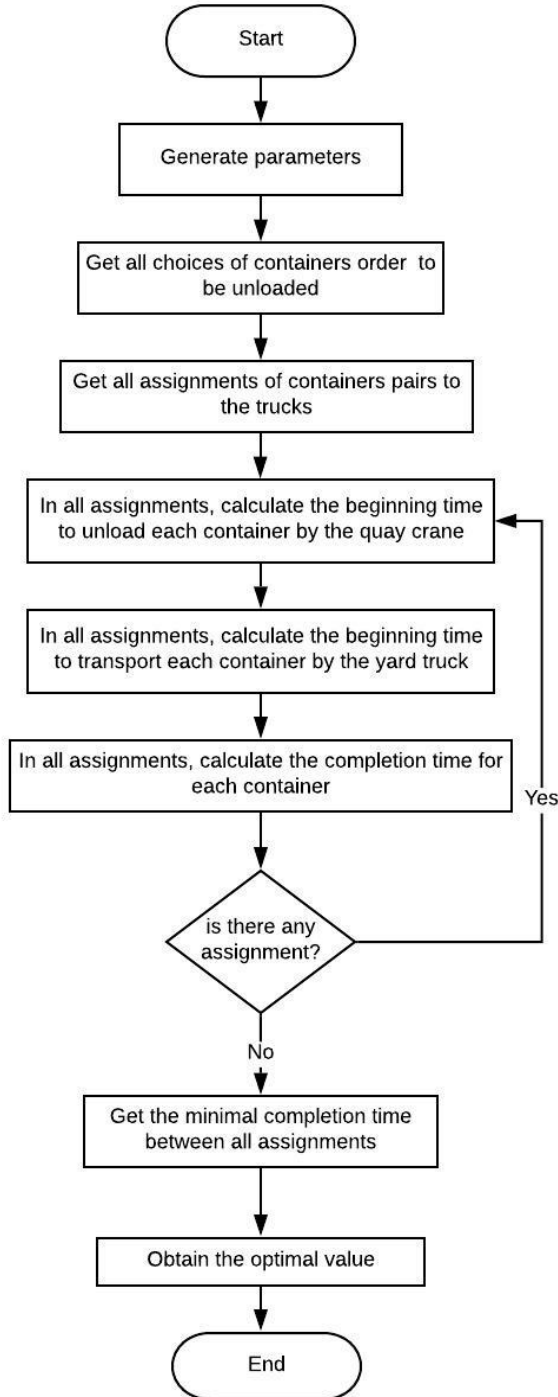 Start
Generate parameters
Get all choices of containers order to
be unloaded
Get all assignments of containers pairs to
the trucks
In all assignments, calculate the beginning time
to unload each container by the quay crane
In all assignments, calculate the beginning time
to transport each container by the yard truck
In all assignments, calculate the completion time for
each container
Yes
is there any
assignment?
No
Get the minimal completion time
between all assignments
Obtain the optimal value
End